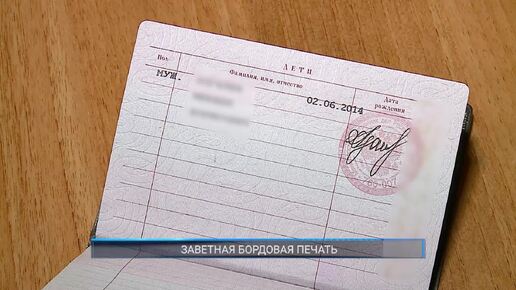 ДЕТИ
Пол
Фамилия, имя, отчество
Дата
рождения
МУЖ.
02.06.2014
ЗАВЕТНАЯ БОРДОВАЯ ПЕЧАТЬ